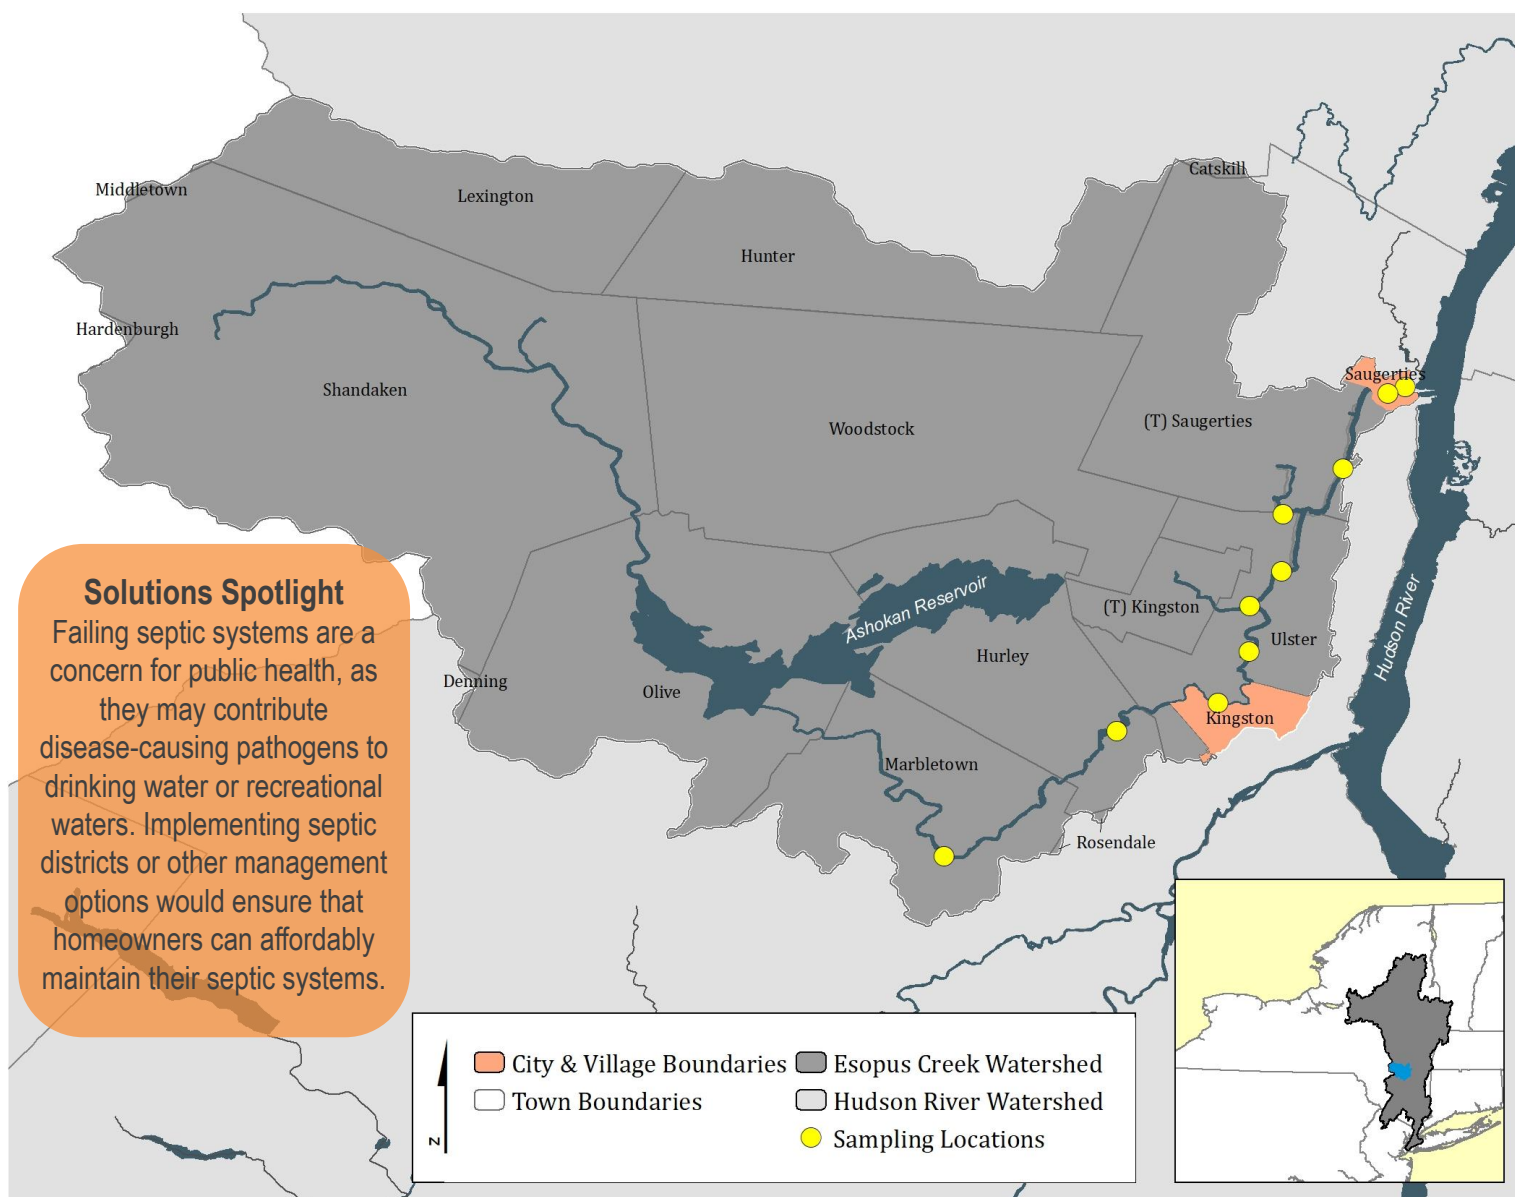 Catskill
Middletown
Lexington
Hunter
Hardenburgh
Saugerties
Shandaken
(T) Saugerties
Woodstock
Solutions Spotlight
Failing septic systems are a
concern for public health, as
they may contribute
disease-causing pathogens to
drinking water or recreational
waters. Implementing septic
districts or other management
options would ensure that
homeowners can affordably
maintain their septic systems.
Ashokan Reservoir
(T) Kingston
Hudson River
Ulster
Hurley
Denning
Olive
Kingston
Marbletown
Rosendale
City & Village Boundaries
Esopus Creek Watershed
Town Boundaries
Hudson River Watershed
Sampling Locations
N